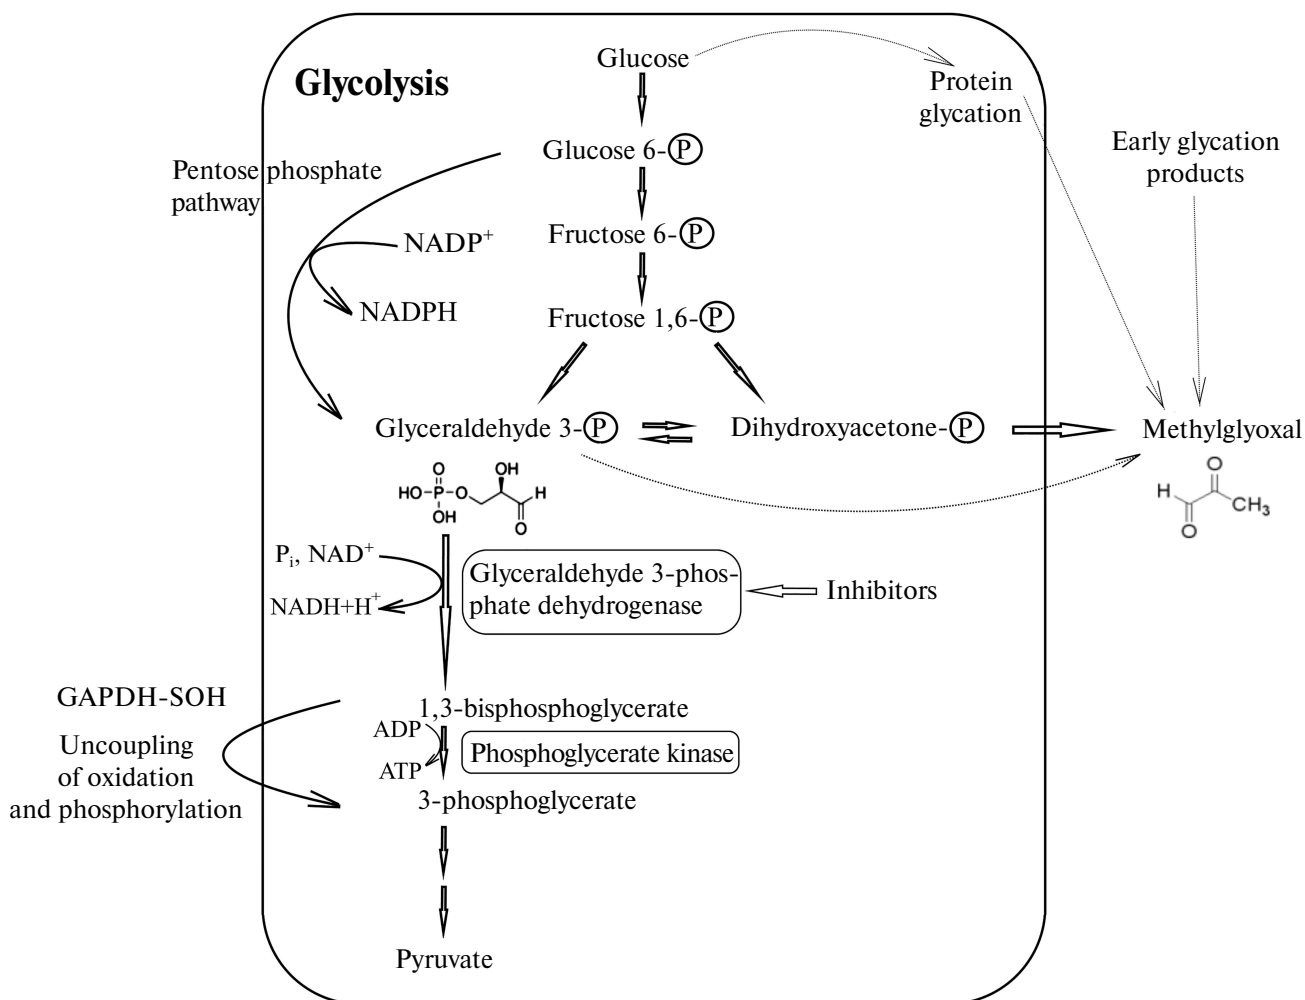 Glycolysis
Glucose
Protein
glycation
Early glycation
products
Glucose 6-P
Pentose phosphate
pathway
Fructose 6-P
NADP+
NADPH
Fructose 1,6-P
Glyceraldehyde 3-P
Dihydroxyacetone-P
Methylglyoxal
O
OH
HO
P
O
H
OH
O
O
H
CH3
O
Pi, NAD+
NADH+H+
Glyceraldehyde 3-phos-
phate dehydrogenase
Inhibitors
GAPDH-SOH
Uncoupling
of oxidation
and phosphorylation
1,3-bisphosphoglycerate
ADP
ATP
Phosphoglycerate kinase
3-phosphoglycerate
Pyruvate